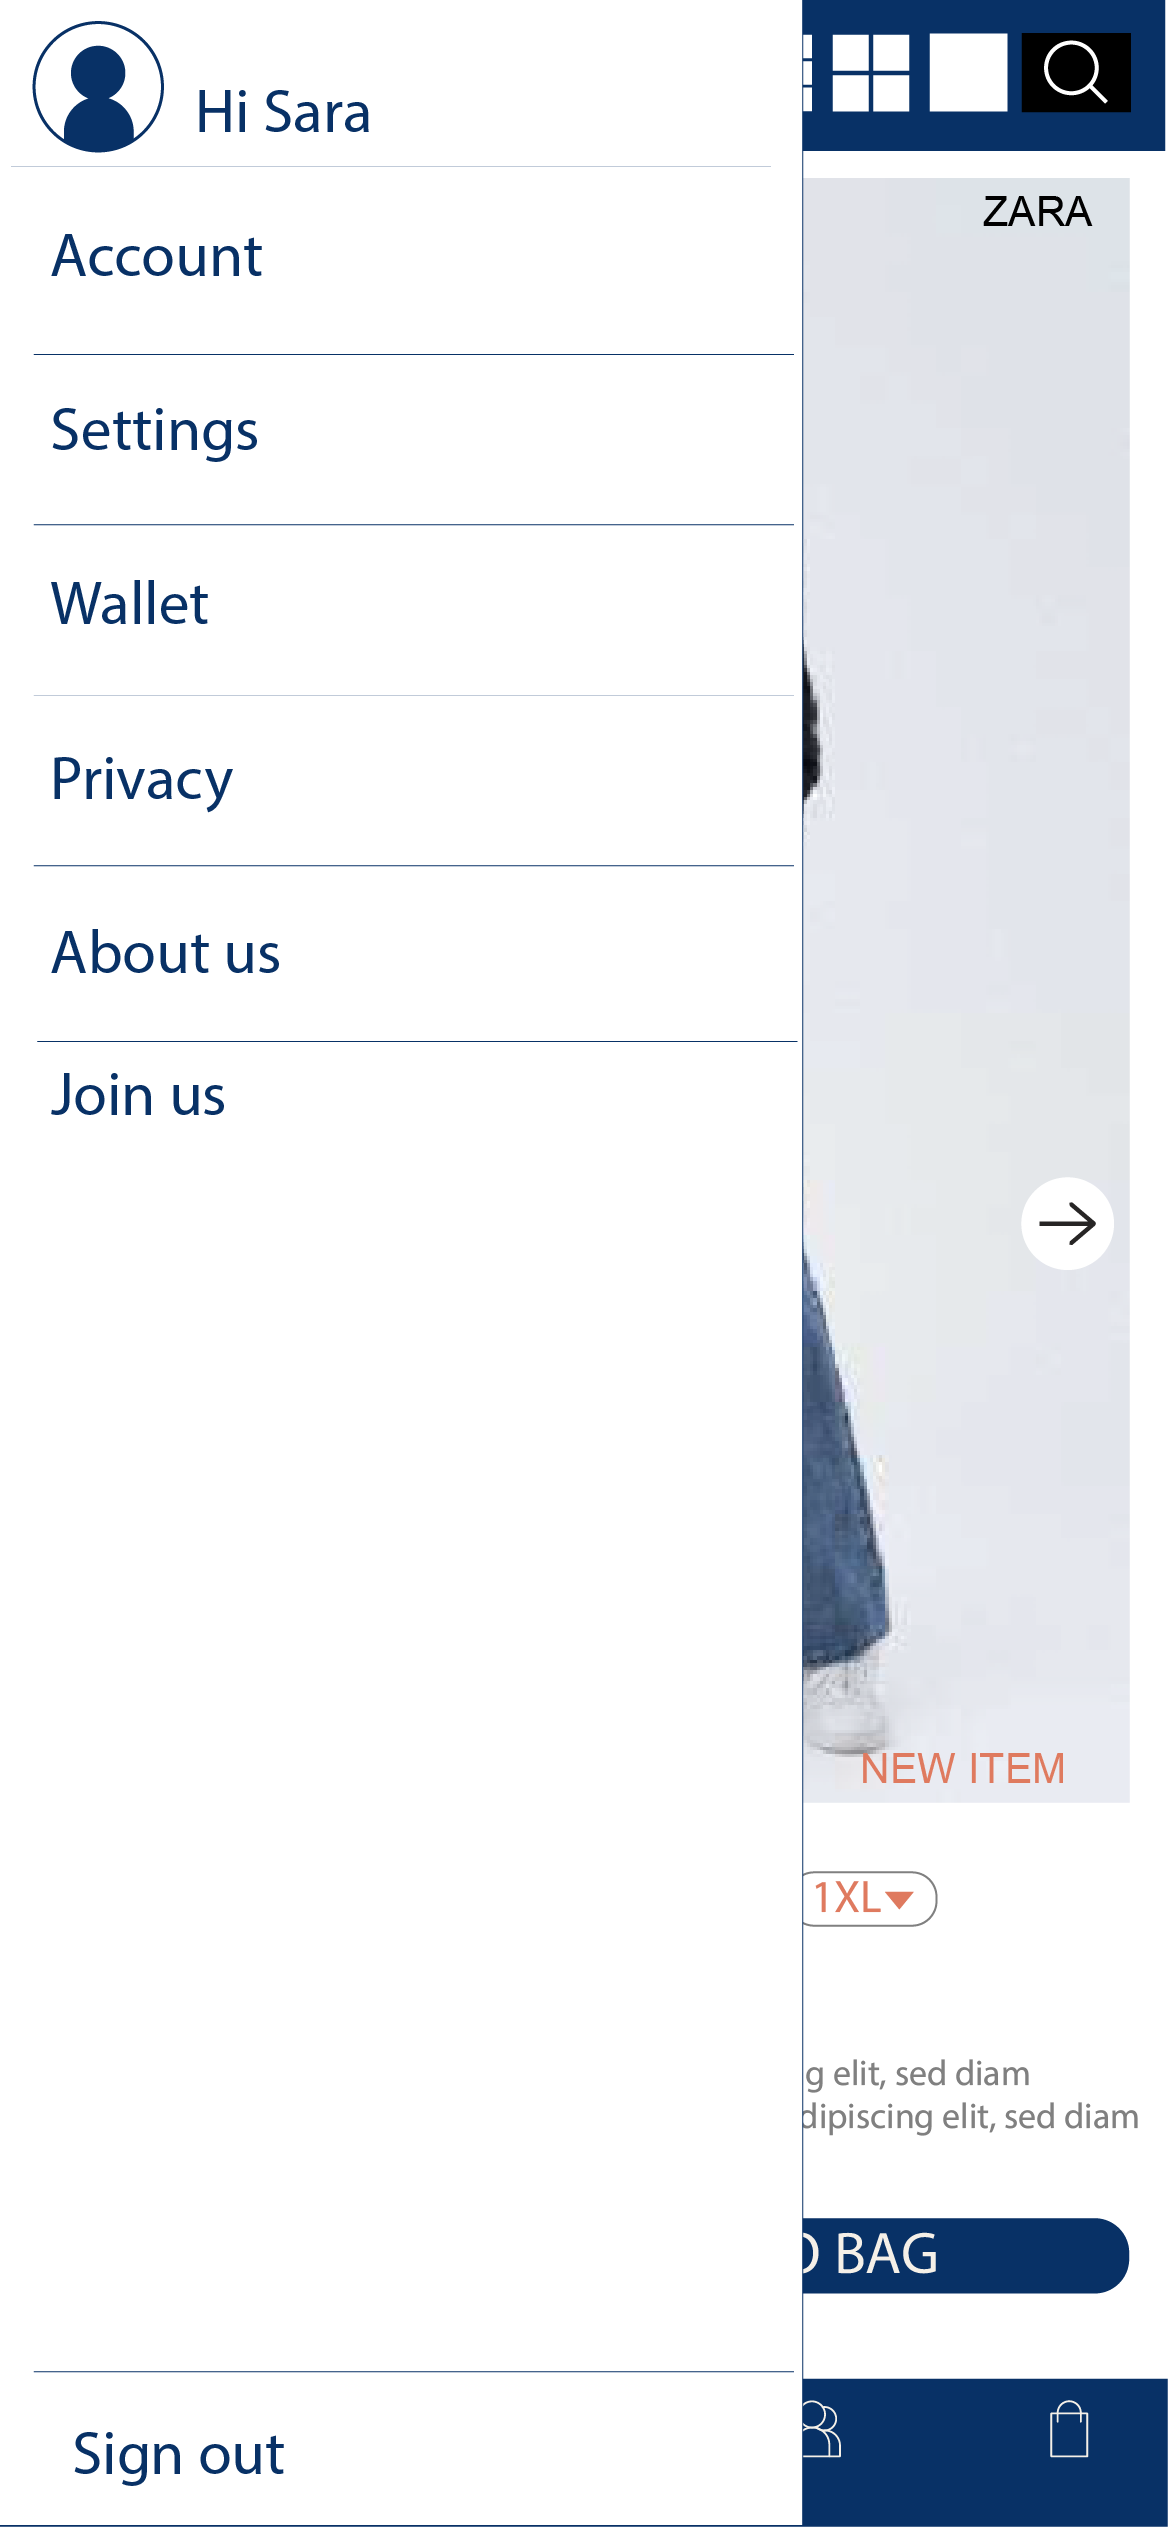 Hi Sara
ZARA
Account
Settings
Wallet
Privacy
About us
Join us
NEW ITEM
1XL
elit, sed diam
elit, sed diam
BAG
Sign out